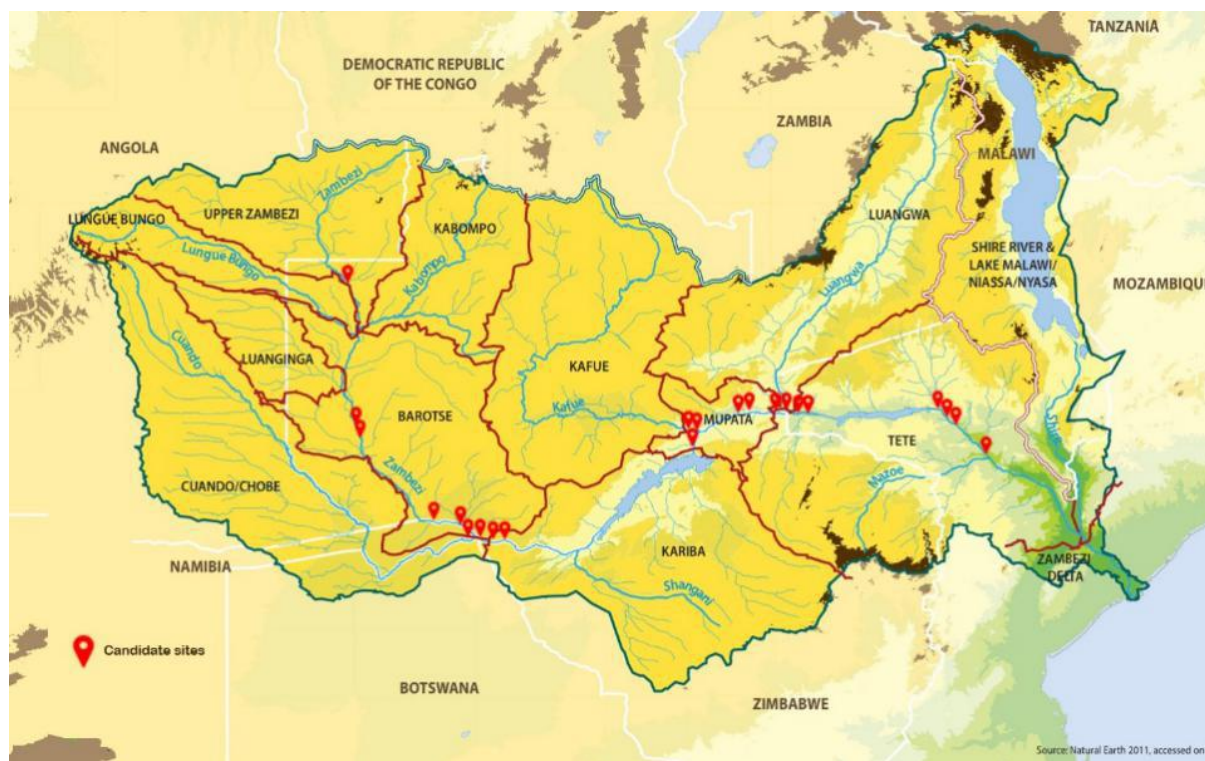 TANZANIA
DEMOCRATIC REPUBLIC
OF THE CONGO
ZAMBIA
ANGOLA
MALAWI
Zambezi
LUNGUE BUNGO
UPPER ZAMBEZI
KABOMPO
LUANGWA
Lungue Bungo
Kabompo
Luangwa
SHIRE RIVER &
LAKE MALAWI/
NIASSA/NYASA
MOZAMBIQUE
Cuando
LUANGINGA
KAFUE
BAROTSE
Kafue
MUPATA
Shire
TETE
Zambezi
Mazoe
CUANDO/CHOBE
KARIBA
NAMIBIA
ZAMBEZI
DELTA
Shangani
Candidate sites
BOTSWANA
ZIMBABWE
Source: Natural Earth 2011, accessed on